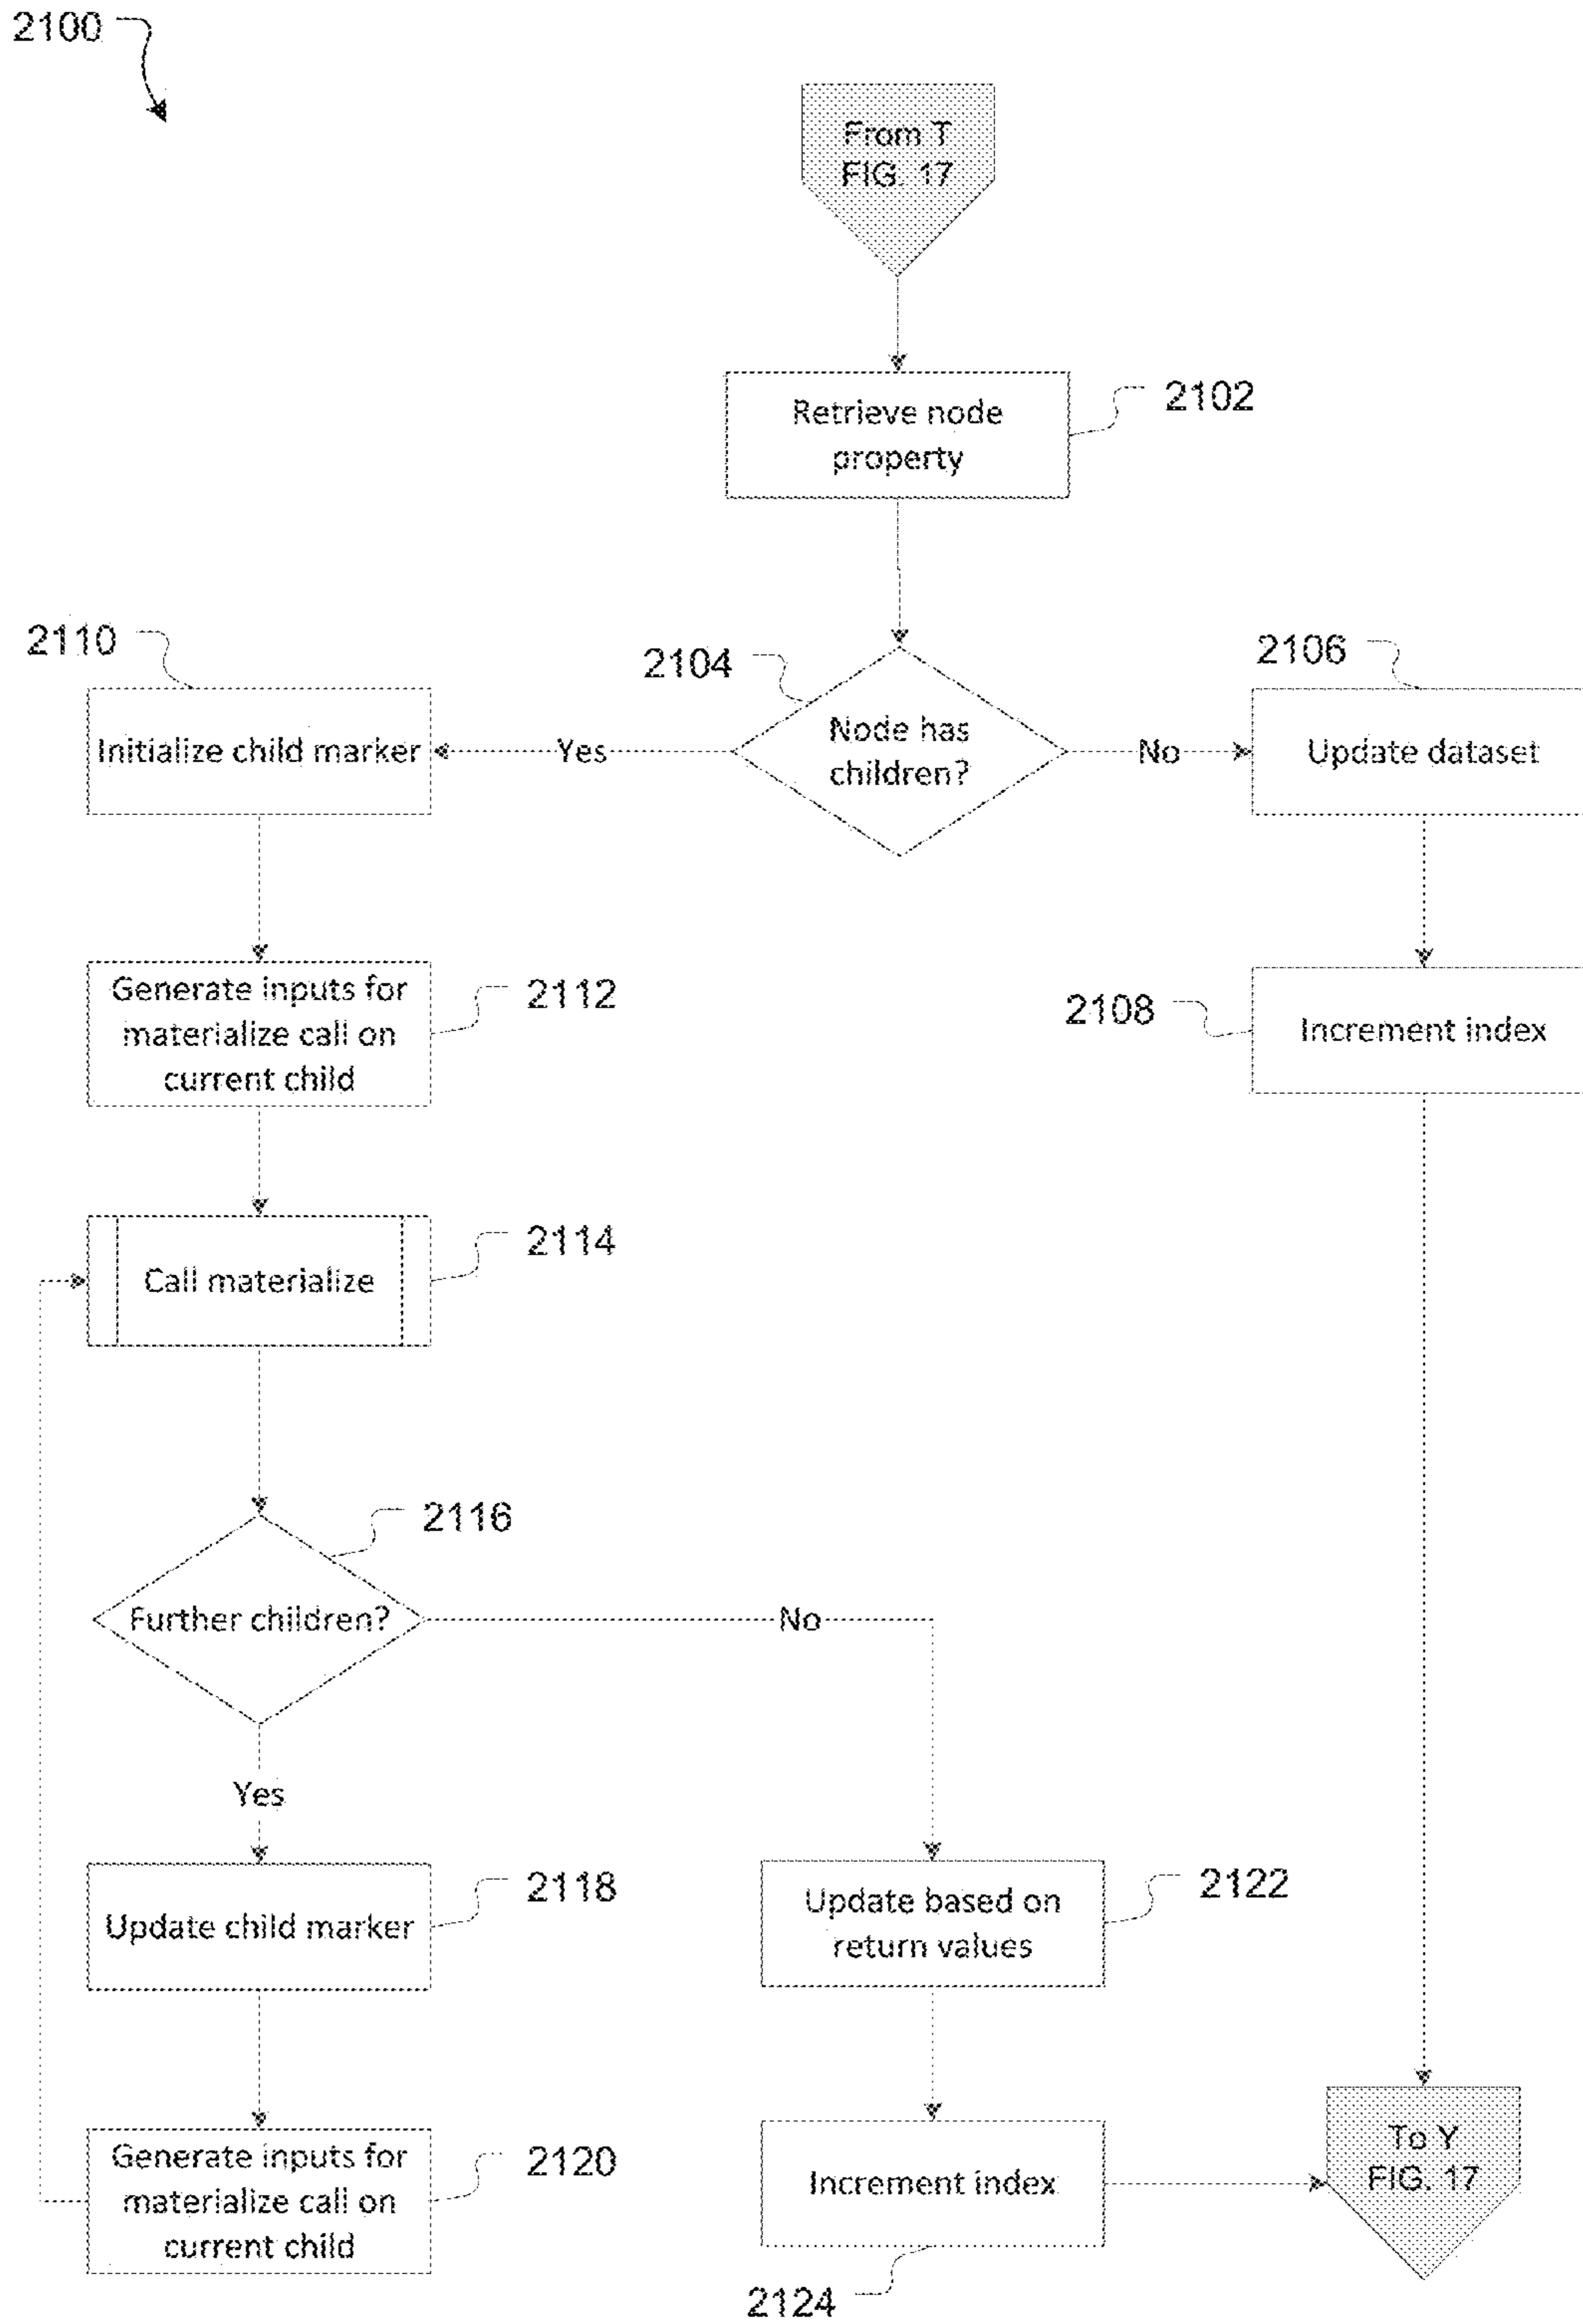 2100
From T
FIG. 17
Retrieve node
property
2102
2110
2104
2106
Initialize child marker
Yes
Node has
children?
No
Update dataset
Generate inputs for
materialize call on
current child
2112
2108
Increment index
Call materialize
2114
2116
Further children?
No
Yes
Update child marker
2118
Update based on
return values
2122
Generate inputs for
materialize call on
current child
2120
Increment index
2124
To Y
FIG. 17